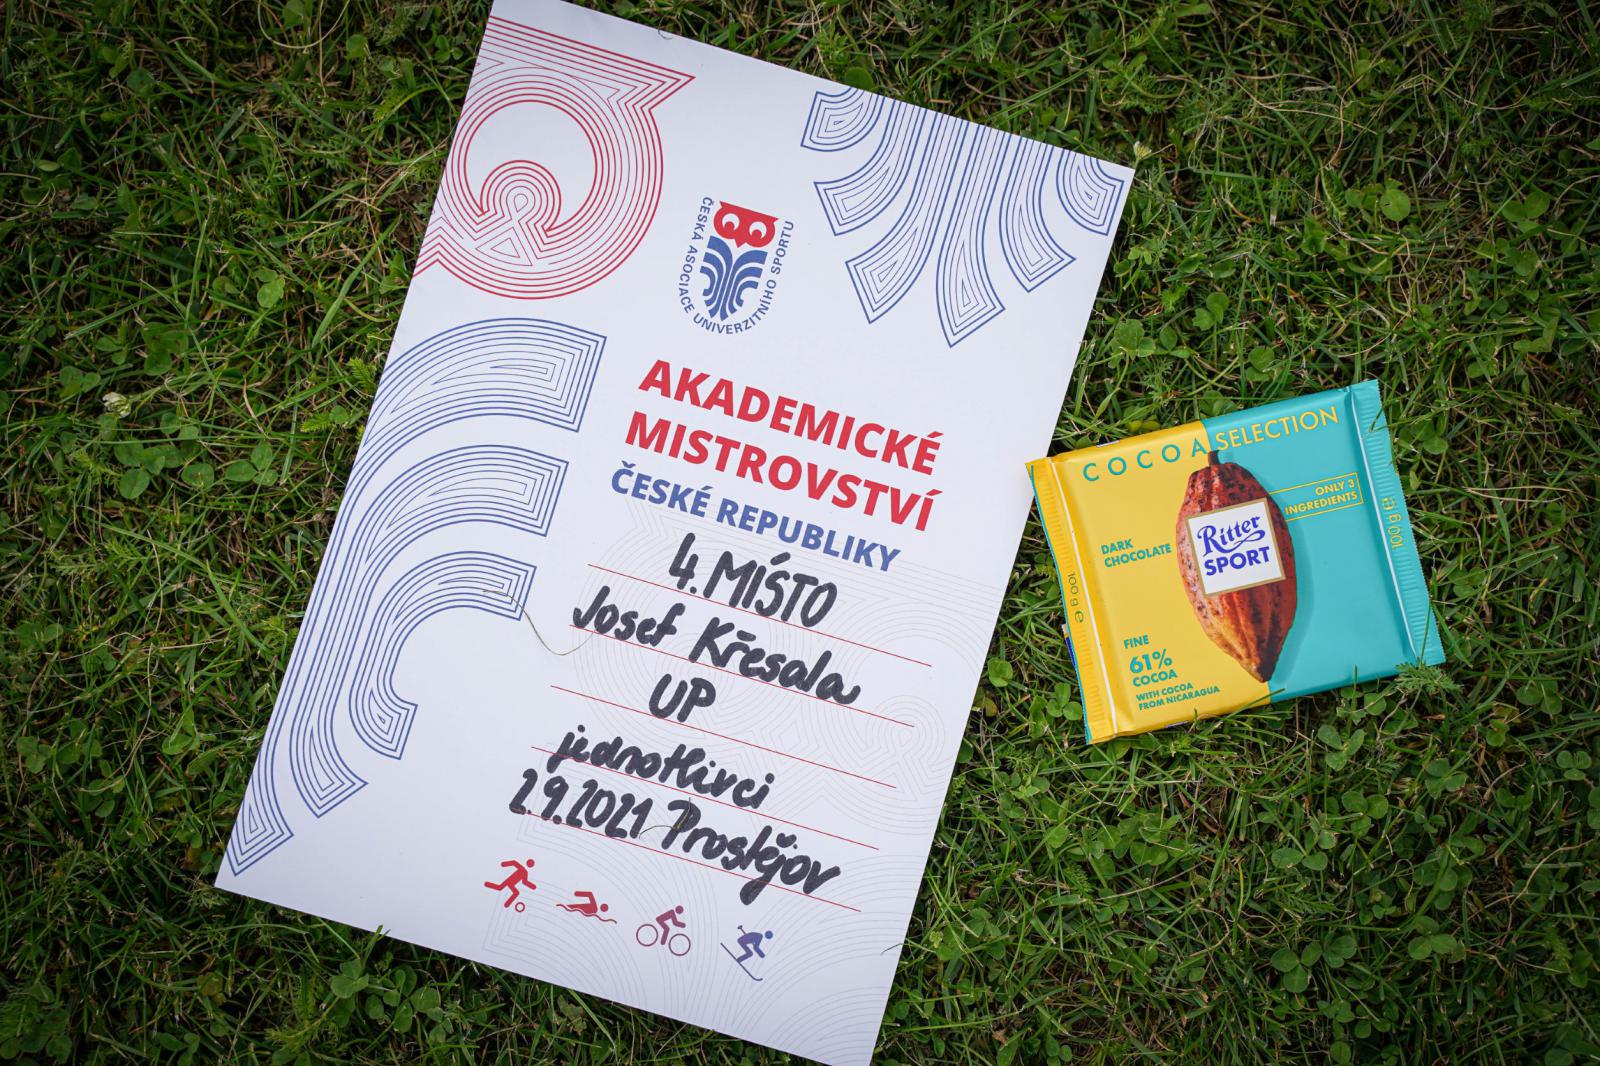 ČESKÁ ASOCIACE UNIVERZITNÍHO SPORTU
AKADEMICKÉ
MISTROVSTVÍ
ČESKÉ REPUBLIKY
4. MÍSTO
Josef Křesala
UP
jednotlivci
2.9.2021 Prostějov
COCOA SELECTION
ONLY 3
INGREDIENTS
Ritter
SPORT
DARK
CHOCOLATE
100 g e
100 g e
FINE
61%
COCOA
WITH COCOA
FROM NICARAGUA